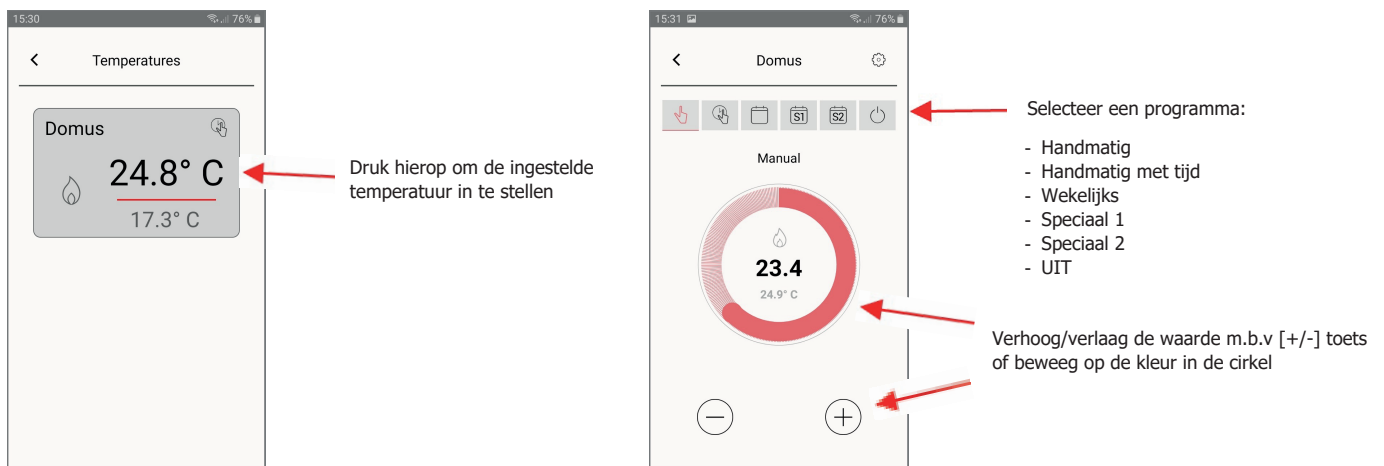 15:30 76%
Temperatures
Domus
24.8° C
17.3° C
Druk hierop om de ingestelde
temperatuur in te stellen
15:31 76%
Domus
S1 S2
Manual
23.4
24.9° C
Selecteer een programma:
- Handmatig
- Handmatig met tijd
- Wekelijks
- Speciaal 1
- Speciaal 2
- UIT
Verhoog/verlaag de waarde m.b.v [+/-] toets
of beweeg op de kleur in de cirkel